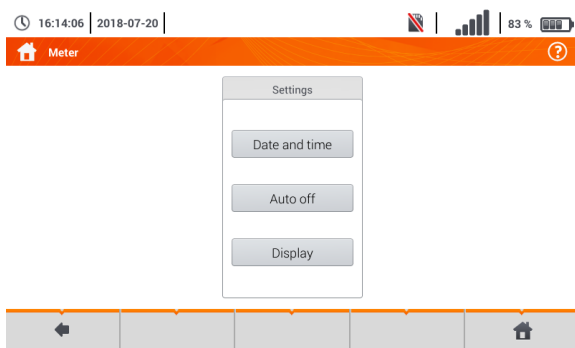 16:14:06 2018-07-20 83 %
Meter ?
Settings
Date and time
Auto off
Display